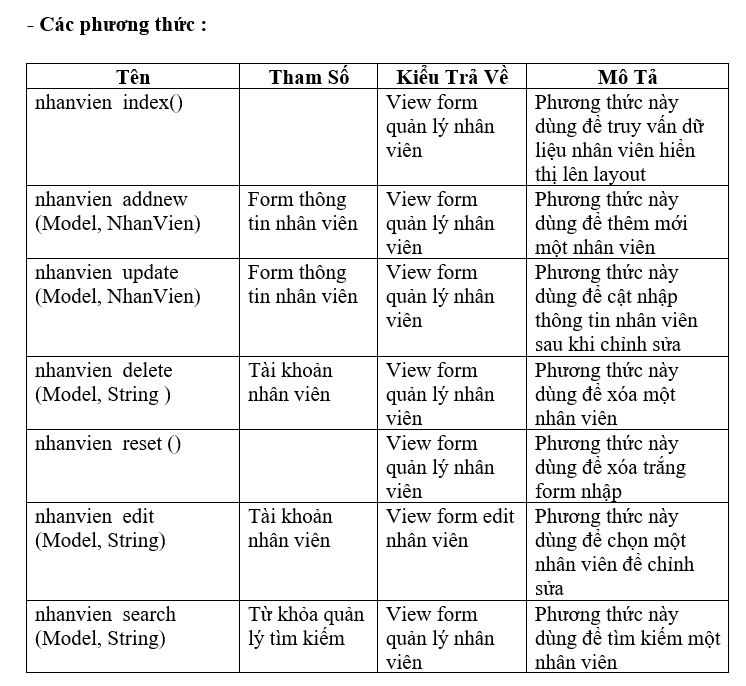 - Các phương thức :
Tên Tham Số Kiểu Trả Về Mô Tả
nhanvien index()
View form
quản lý nhân
viên
Phương thức này
dùng để truy vấn dữ
liệu nhân viên hiển
thị lên layout
nhanvien addnew
(Model, NhanVien)
Form thông
tin nhân viên
View form
quản lý nhân
viên
Phương thức này
dùng để thêm mới
một nhân viên
nhanvien update
(Model, NhanVien)
Form thông
tin nhân viên
View form
quản lý nhân
viên
Phương thức này
dùng để cật nhập
thông tin nhân viên
sau khi chỉnh sửa
nhanvien delete
(Model, String )
Tài khoản
nhân viên
View form
quản lý nhân
viên
Phương thức này
dùng để xóa một
nhân viên
nhanvien reset ()
View form
quản lý nhân
viên
Phương thức này
dùng để xóa trắng
form nhập
nhanvien edit
(Model, String)
Tài khoản
nhân viên
View form edit
nhân viên
Phương thức này
dùng để chọn một
nhân viên để chỉnh
sửa
nhanvien search
(Model, String)
Từ khóa quản
lý tìm kiếm
View form
quản lý nhân
viên
Phương thức này
dùng để tìm kiếm một
nhân viên